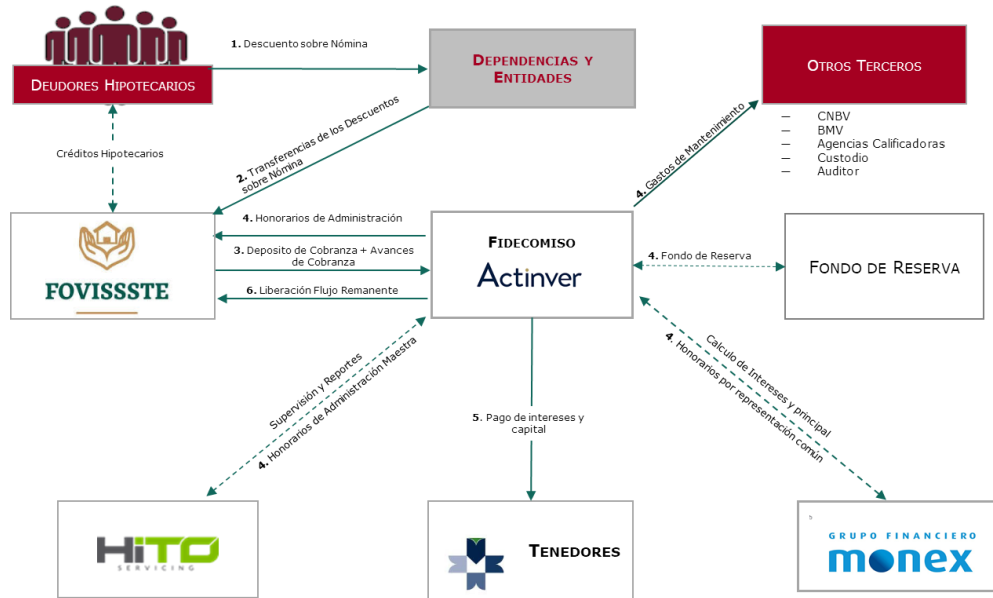 1. Descuento sobre Nómina
DEPENDENCIAS Y
ENTIDADES
OTROS TERCEROS
DEUDORES HIPOTECARIOS
— CNBV
— BMV
— Agencias Calificadoras
— Custodio
— Auditor
Créditos Hipotecarios
2. Transferencias de los Descuentos
sobre Nómina
4. Gastos de Mantenimiento
4. Honorarios de Administración
FIDECOMISO
Actinver
3. Deposito de Cobranza + Avances
de Cobranza
4. Fondo de Reserva
FONDO DE RESERVA
FOVISSSTE
6. Liberación Flujo Remanente
Supervisión y Reportes
4. Honorarios de Administración Maestra
Calculo de Intereses y principal
4. Honorarios por representación común
5. Pago de intereses y
capital
HiTO
SERVICING
TENEDORES
5
GRUPO FINANCIERO
monex